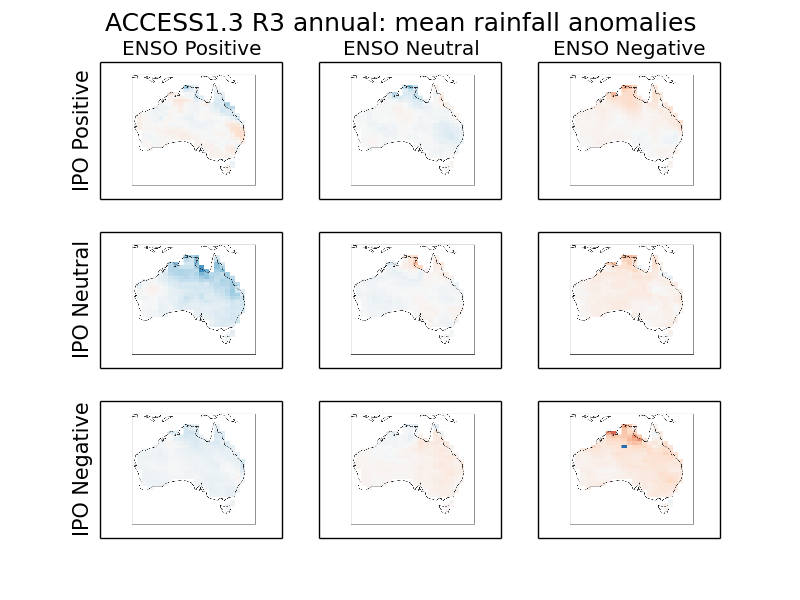 ACCESS1.3 R3 annual: mean rainfall anomalies
ENSO Positive
ENSO Neutral
ENSO Negative
IPO Positive
IPO Neutral
IPO Negative